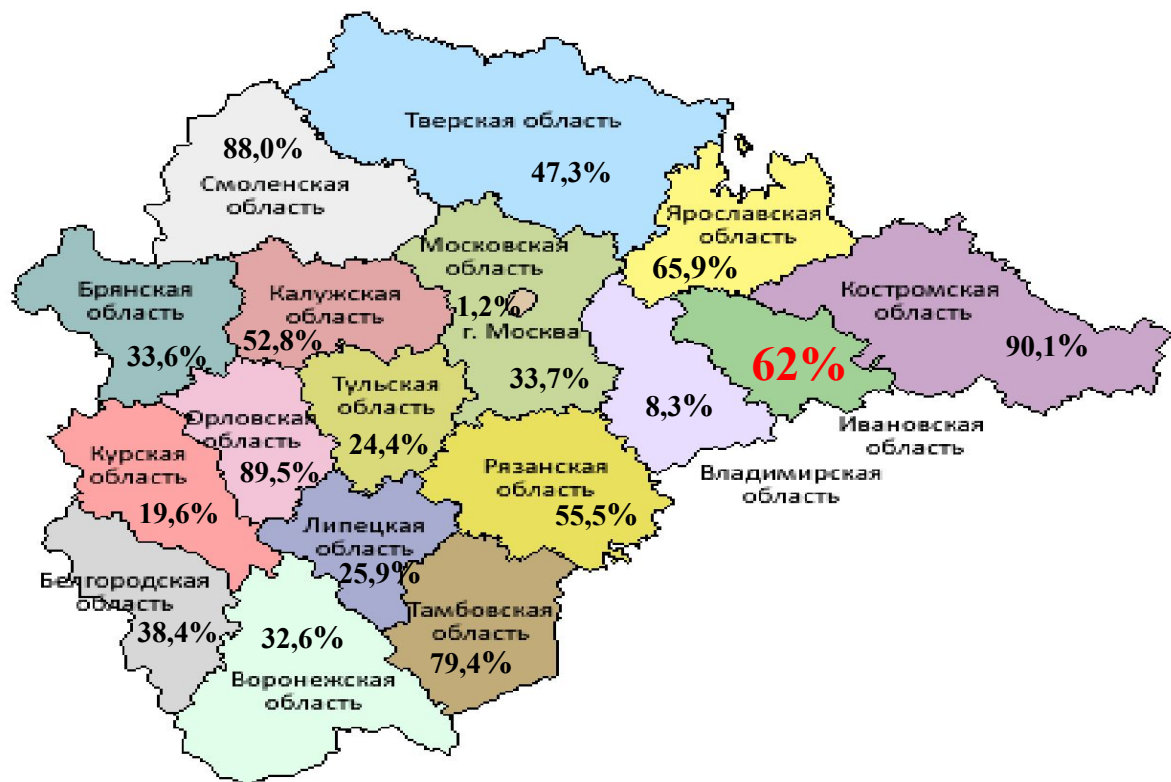 Тверская область
47,3%
88,0%
Смоленская
область
Ярославская
область
65,9%
Московская
область
1,2%
г. Москва
33,7%
Брянская
область
33,6%
Калужская
область
52,8%
Костромская
область
90,1%
62%
Ивановская
область
8,3%
Владимирская
область
Тульская
область
24,4%
Орловская
область
89,5%
Курская
область
19,6%
Рязанская
область
55,5%
Липецкая
область
25,9%
Белгородская
область
38,4%
Тамбовская
область
79,4%
32,6%
Воронежская
область